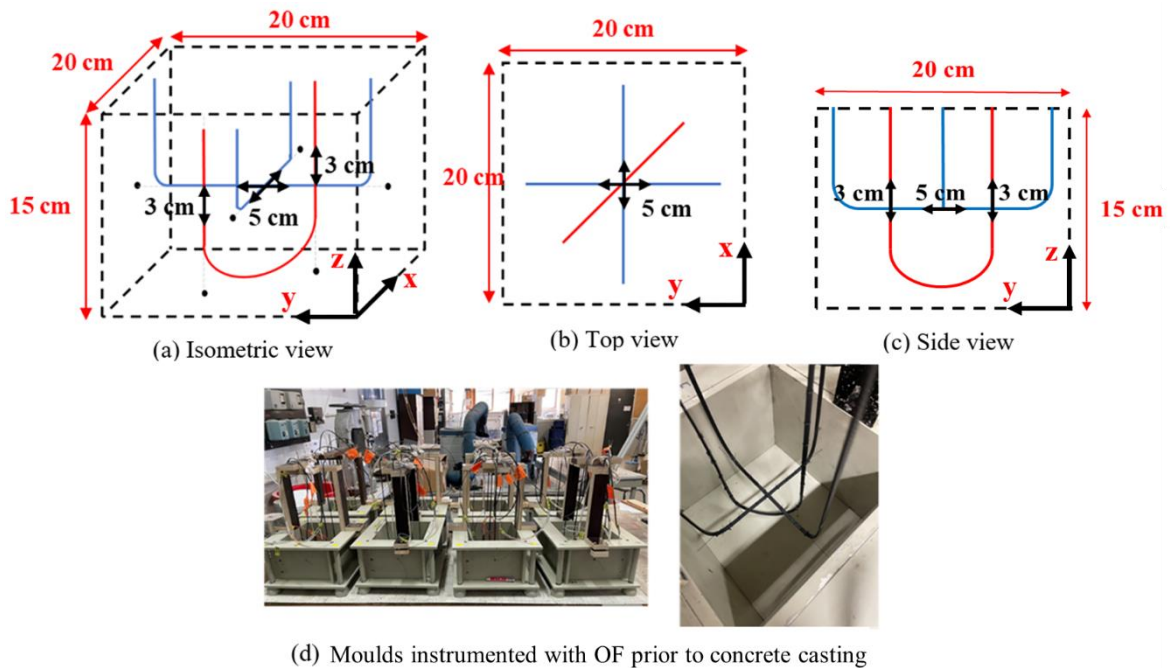 20 cm
20 cm
15 cm
3 cm
3 cm
5 cm
z
x
y
(a) Isometric view
20 cm
20 cm
5 cm
x
y
(b) Top view
20 cm
3 cm
5 cm
3 cm
15 cm
z
y
(c) Side view
(d) Moulds instrumented with OF prior to concrete casting